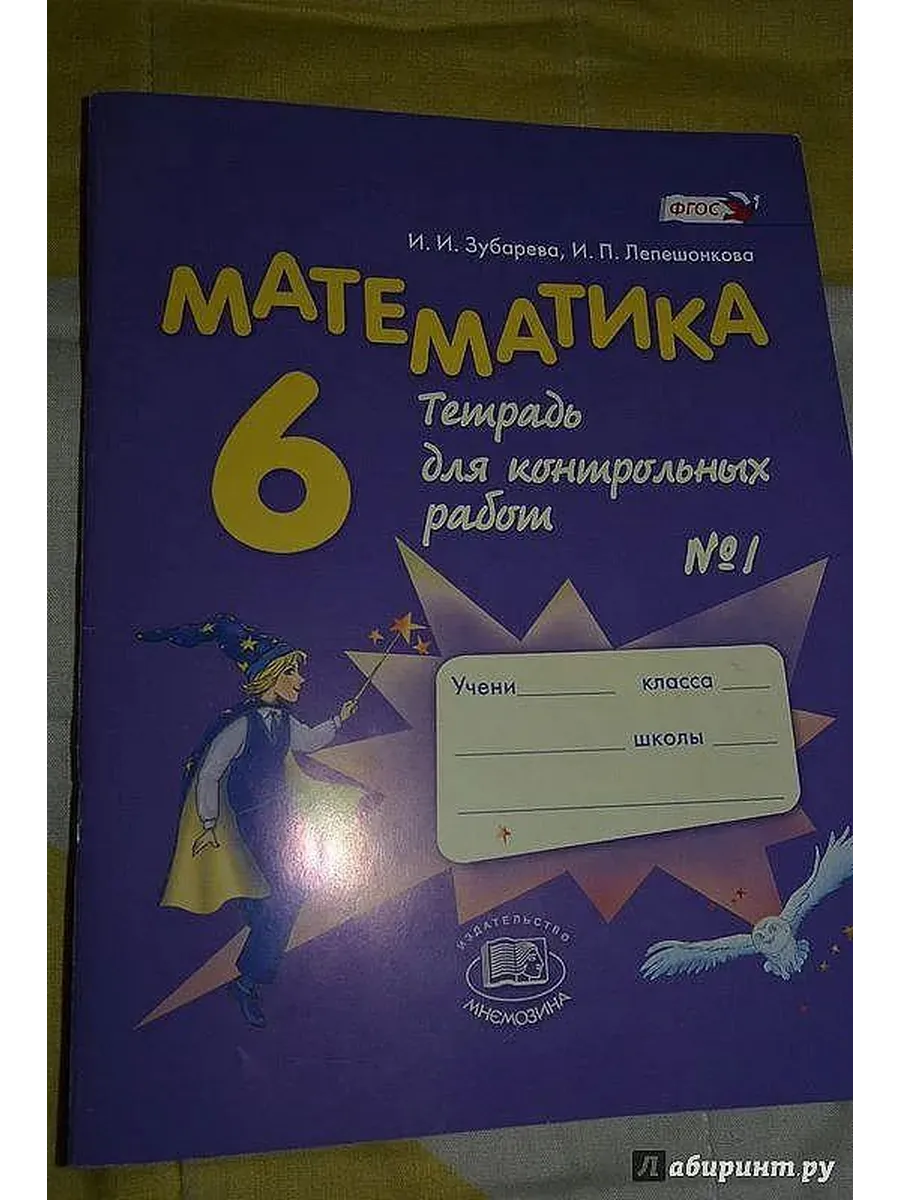 ФГОС
И. И. Зубарева, И. П. Лепешонкова
МАТЕМАТИКА
6
Тетрадь
для контрольных
работ
№1
Учени класса
школы
ИЗДАТЕЛЬСТВО
МНЕМОЗИНА
Лабиринт.ру